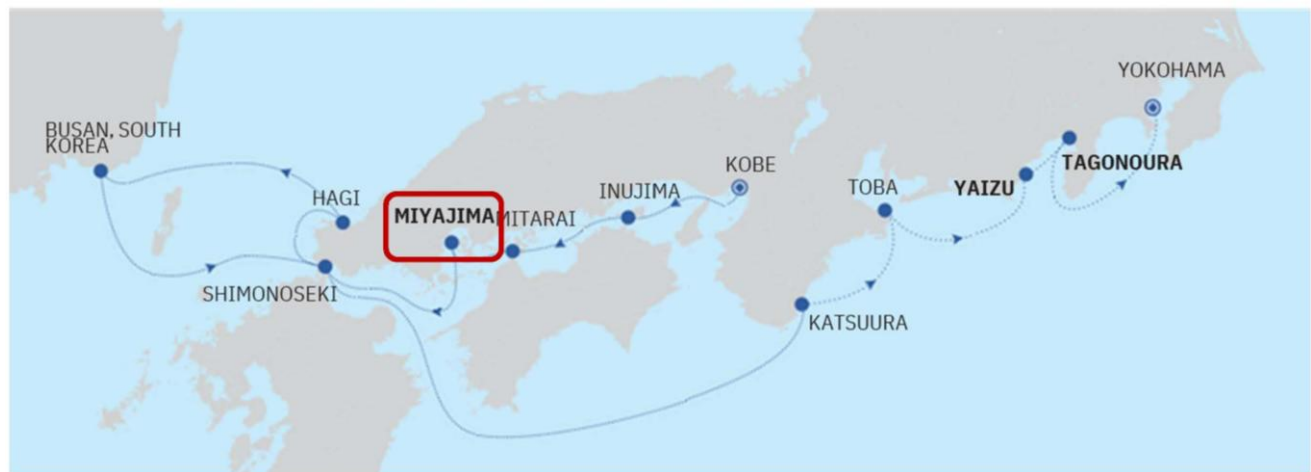 YOKOHAMA
BUSAN, SOUTH
KOREA
TAGONOURA
KOBE
HAGI
INUJIMA
TOBA
YAIZU
MIYAJIMA
MITARAI
SHIMONOSEKI
KATSUURA